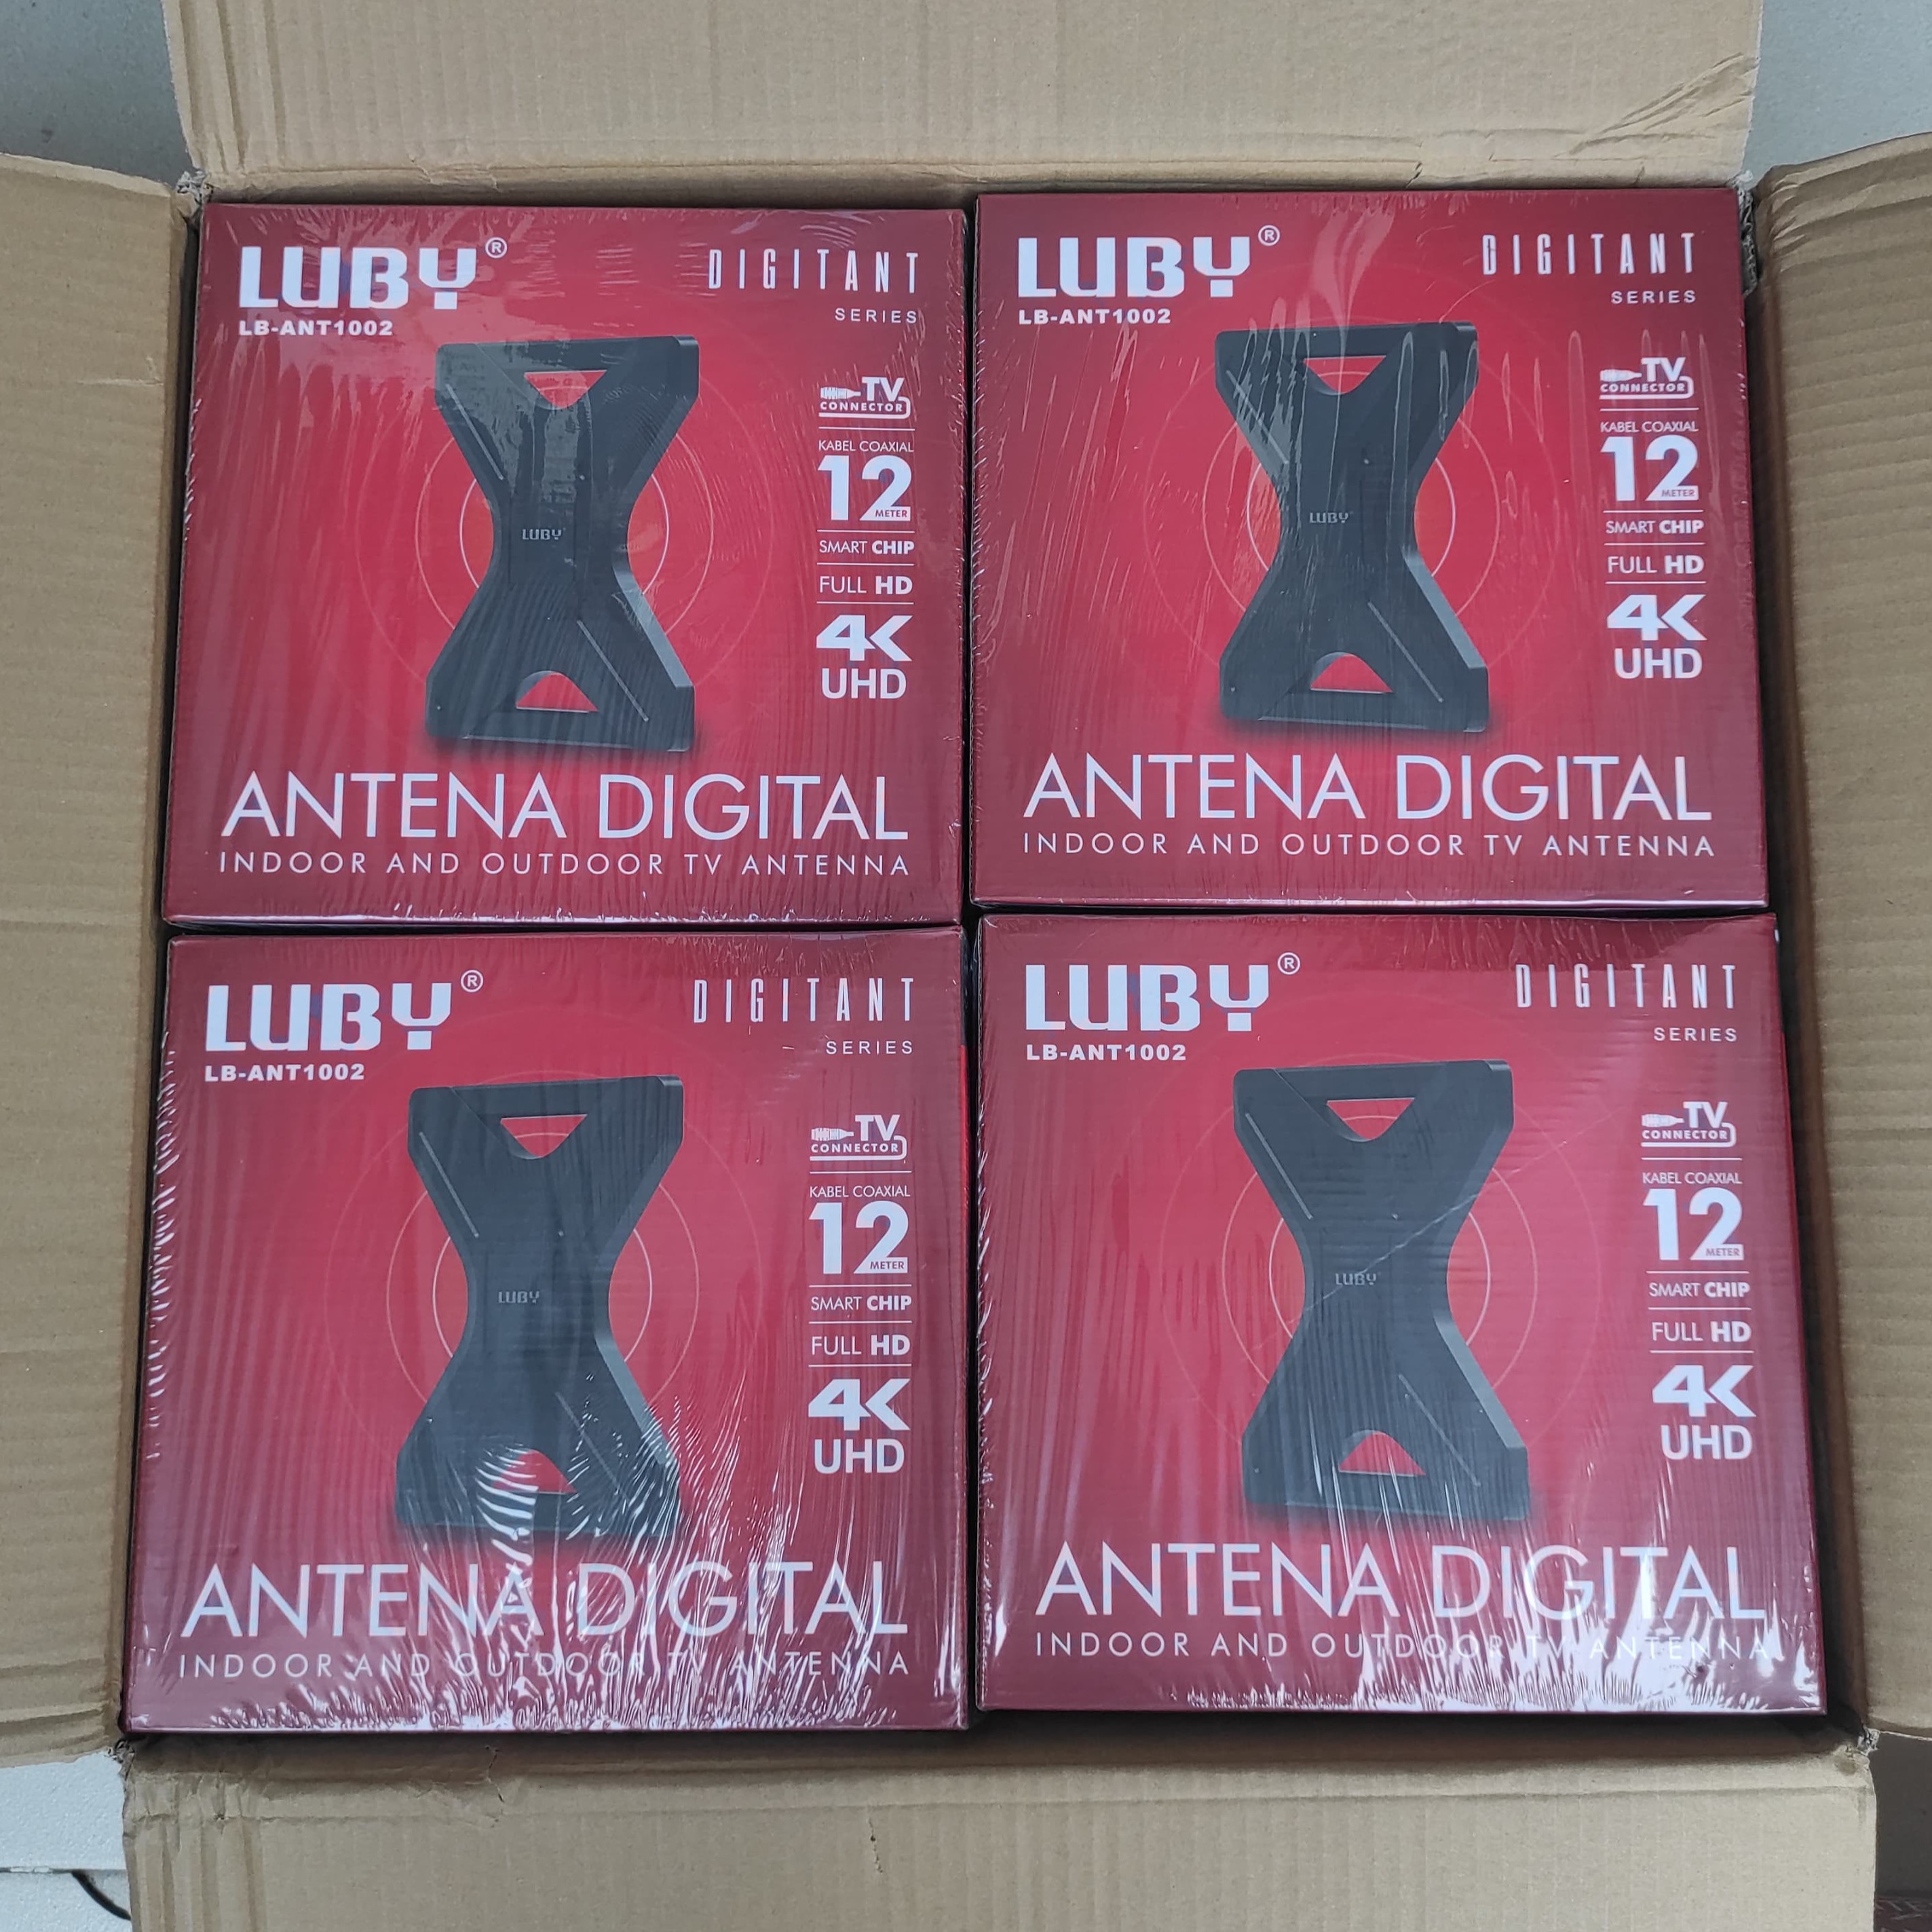 LUBY®
LB-ANT1002
DIGITANT
SERIES
TV
CONNECTOR
KABEL COAXIAL
12
METER
SMART CHIP
FULL HD
4K
UHD
LUBY
ANTENA DIGITAL
INDOOR AND OUTDOOR TV ANTENNA
LUBY®
LB-ANT1002
DIGITANT
SERIES
TV
CONNECTOR
KABEL COAXIAL
12
METER
SMART CHIP
FULL HD
4K
UHD
LUBY
ANTENA DIGITAL
INDOOR AND OUTDOOR TV ANTENNA
LUBY®
LB-ANT1002
DIGITANT
SERIES
TV
CONNECTOR
KABEL COAXIAL
12
METER
SMART CHIP
FULL HD
4K
UHD
LUBY
ANTENA DIGITAL
INDOOR AND OUTDOOR TV ANTENNA
LUBY®
LB-ANT1002
DIGITANT
SERIES
TV
CONNECTOR
KABEL COAXIAL
12
METER
SMART CHIP
FULL HD
4K
UHD
LUBY
ANTENA DIGITAL
INDOOR AND OUTDOOR TV ANTENNA